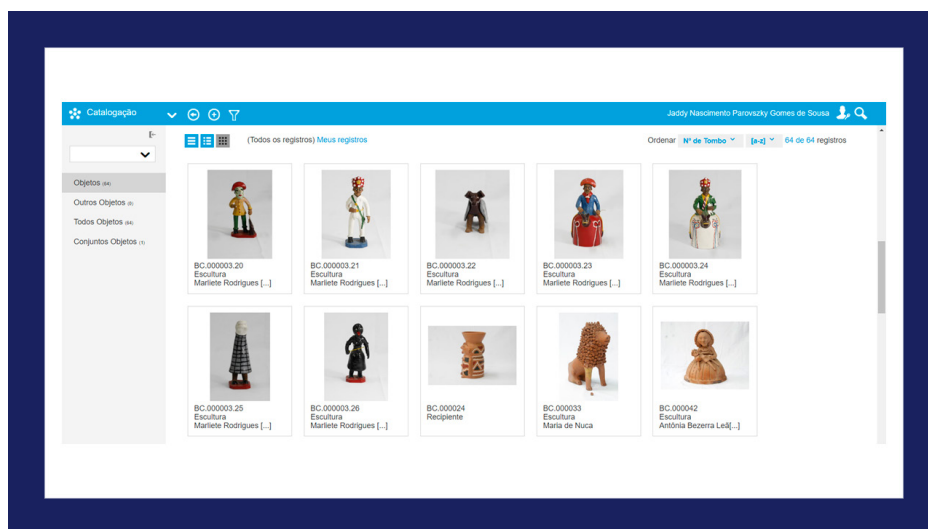 Catalogação
Jaddy Nascimento Parovszky Gomes de Sousa
(Todos os registros) Meus registros
Ordenar Nº de Tombo [a-z] 64 de 64 registros
Objetos (64)
Outros Objetos (0)
Todos Objetos (64)
Conjuntos Objetos (1)
BC.000003.20
Escultura
Marliete Rodrigues [...]
BC.000003.21
Escultura
Marliete Rodrigues [...]
BC.000003.22
Escultura
Marliete Rodrigues [...]
BC.000003.23
Escultura
Marliete Rodrigues [...]
BC.000003.24
Escultura
Marliete Rodrigues [...]
BC.000003.25
Escultura
Marliete Rodrigues [...]
BC.000003.26
Escultura
Marliete Rodrigues [...]
BC.000024
Recipiente
BC.000033
Escultura
Maria de Nuca
BC.000042
Escultura
Antônia Bezerra Leã[...]